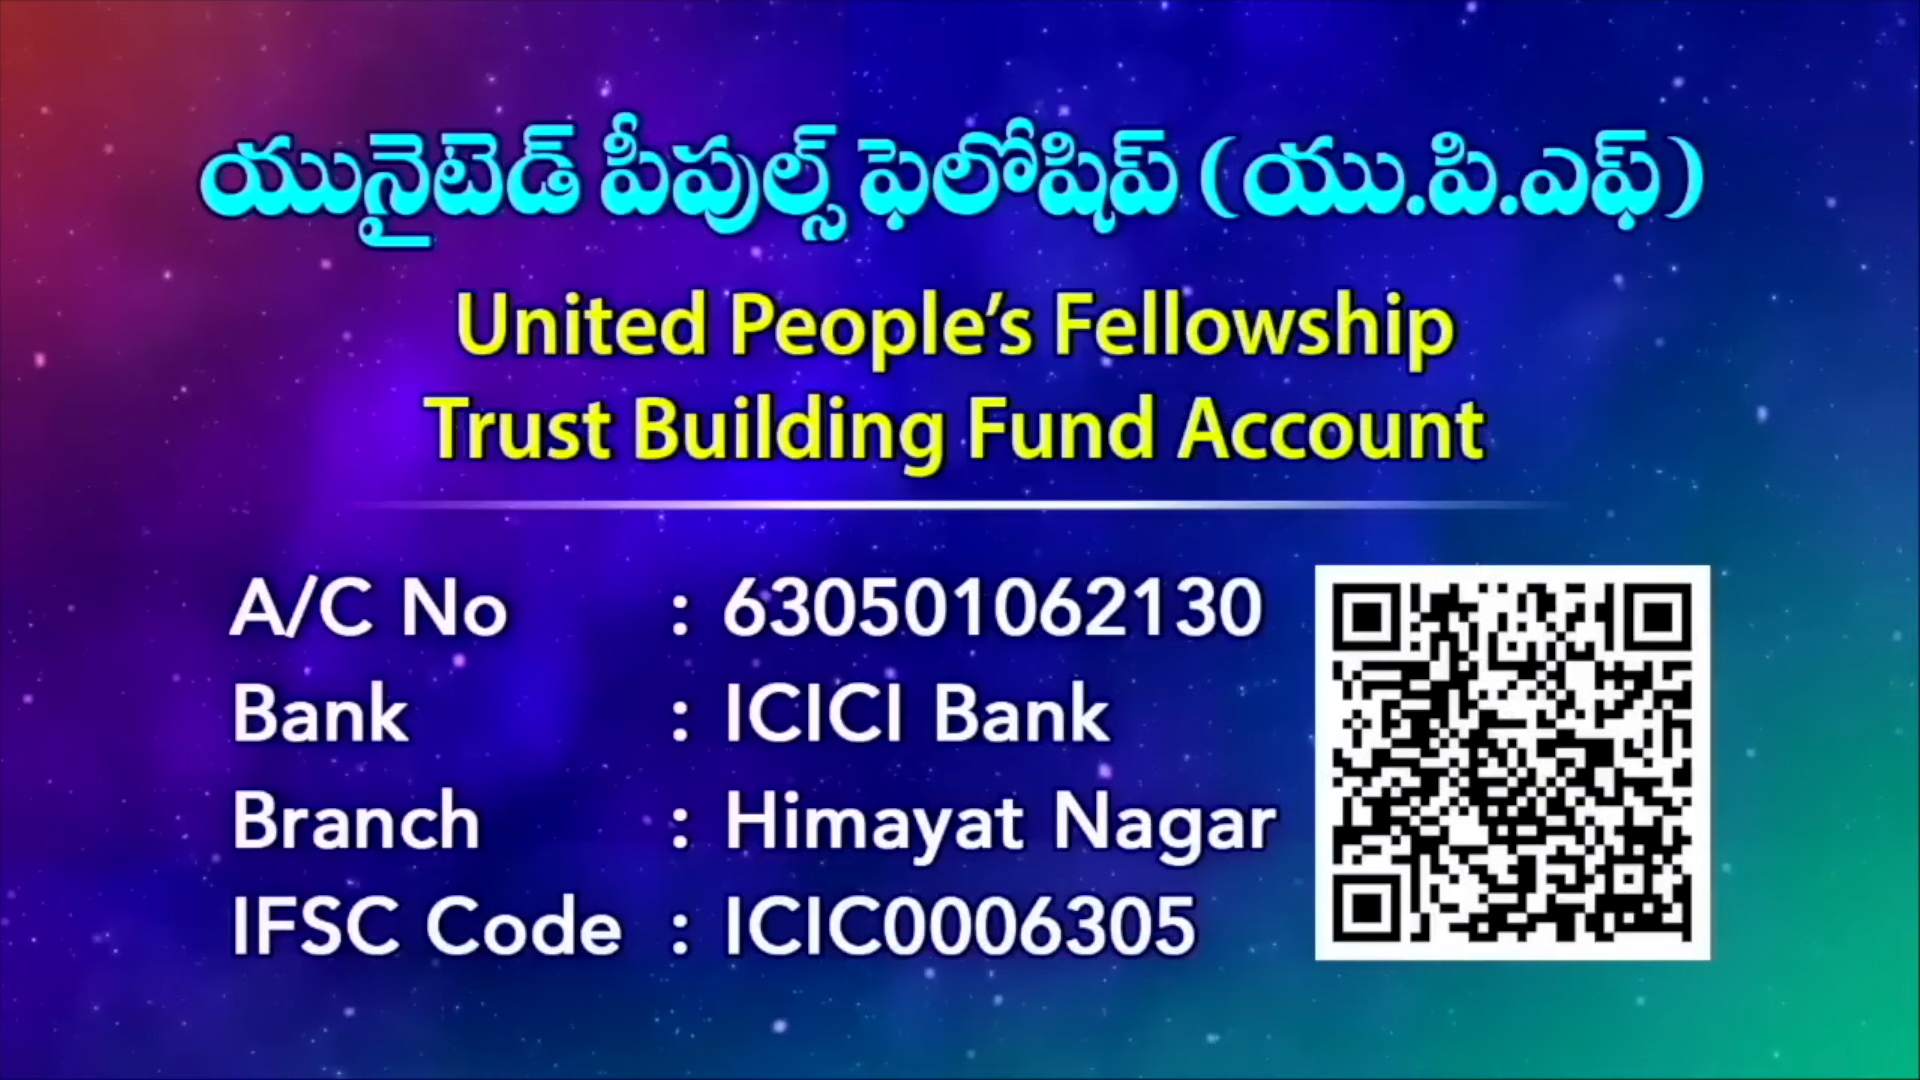 యునైటెడ్ పీపుల్స్ ఫెలోషిప్ (యు.పి.ఎఫ్)
United People’s Fellowship
Trust Building Fund Account
A/C No : 630501062130
Bank : ICICI Bank
Branch : Himayat Nagar
IFSC Code : ICIC0006305